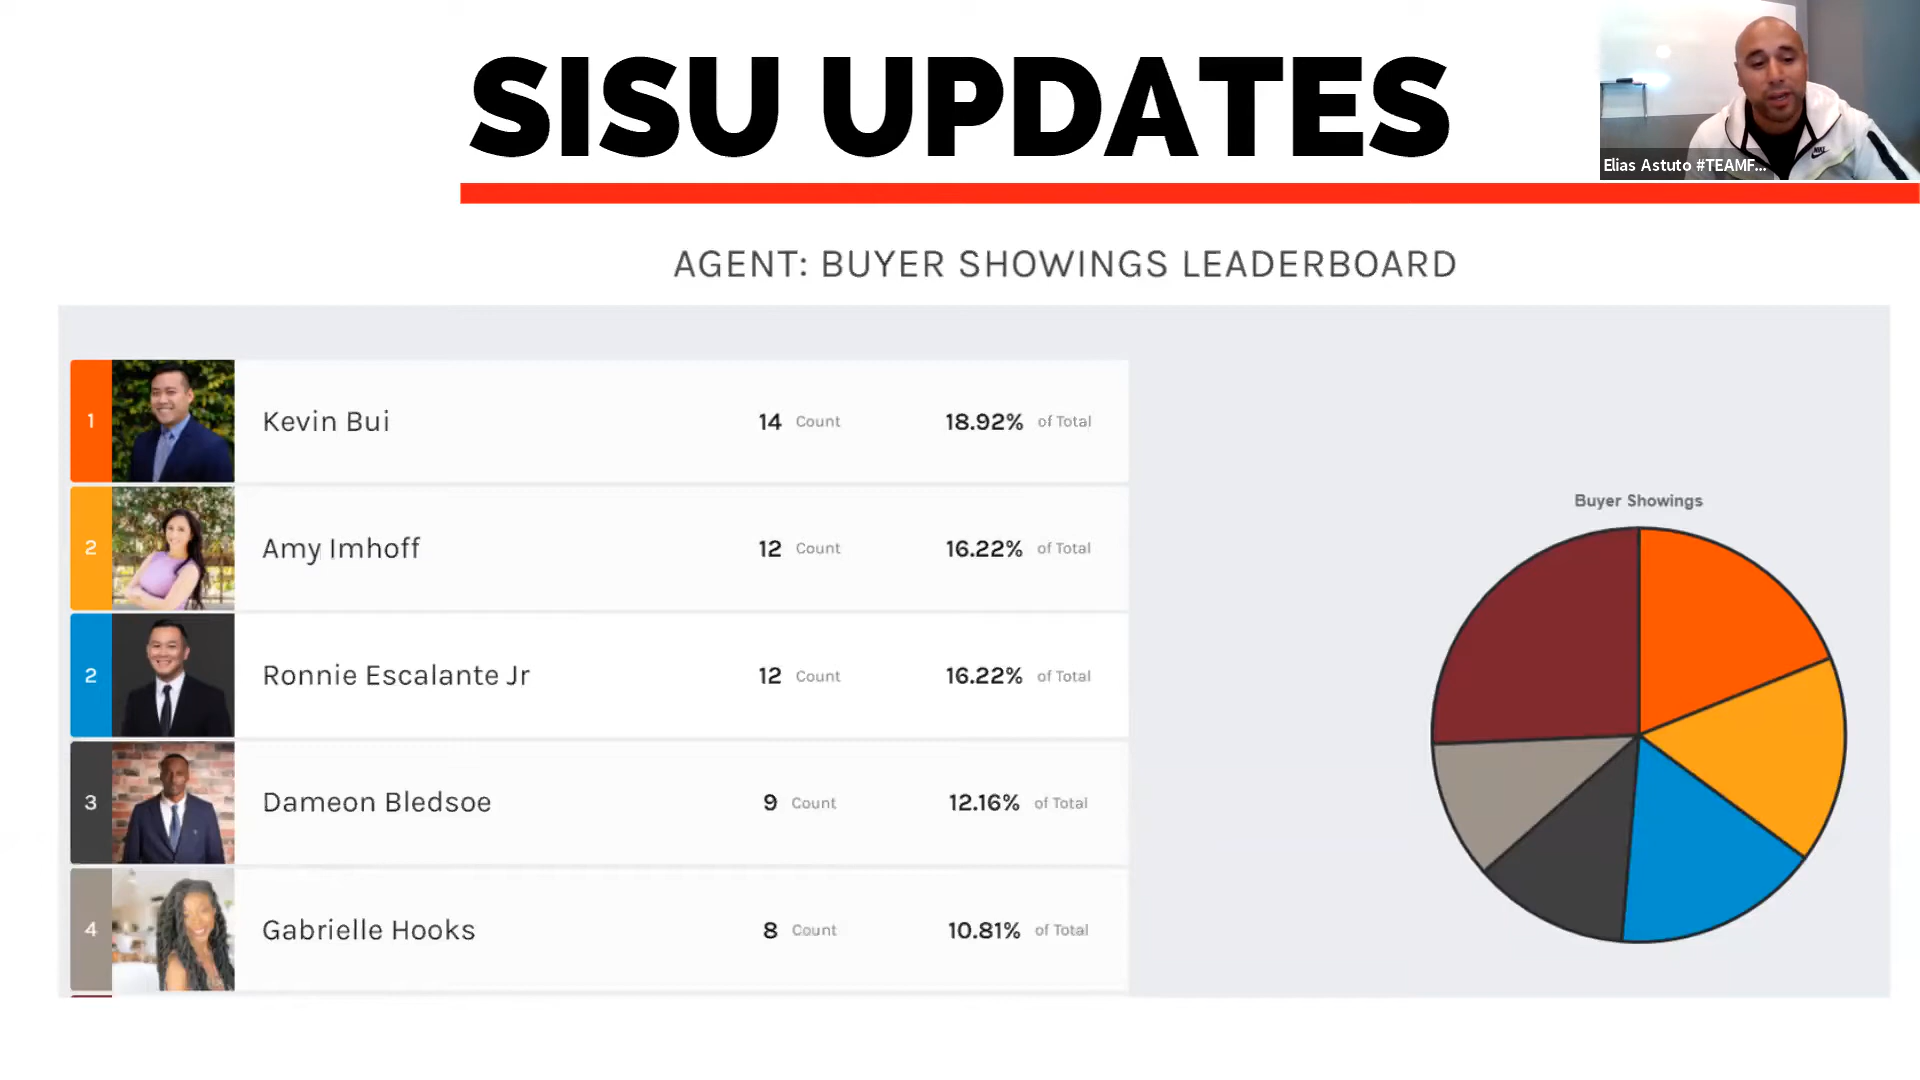 SISU UPDATES
Elias Astuto #TEAMF...
AGENT: BUYER SHOWINGS LEADERBOARD
1 Kevin Bui 14 Count 18.92% of Total
2 Amy Imhoff 12 Count 16.22% of Total
2 Ronnie Escalante Jr 12 Count 16.22% of Total
3 Dameon Bledsoe 9 Count 12.16% of Total
4 Gabrielle Hooks 8 Count 10.81% of Total
Buyer Showings